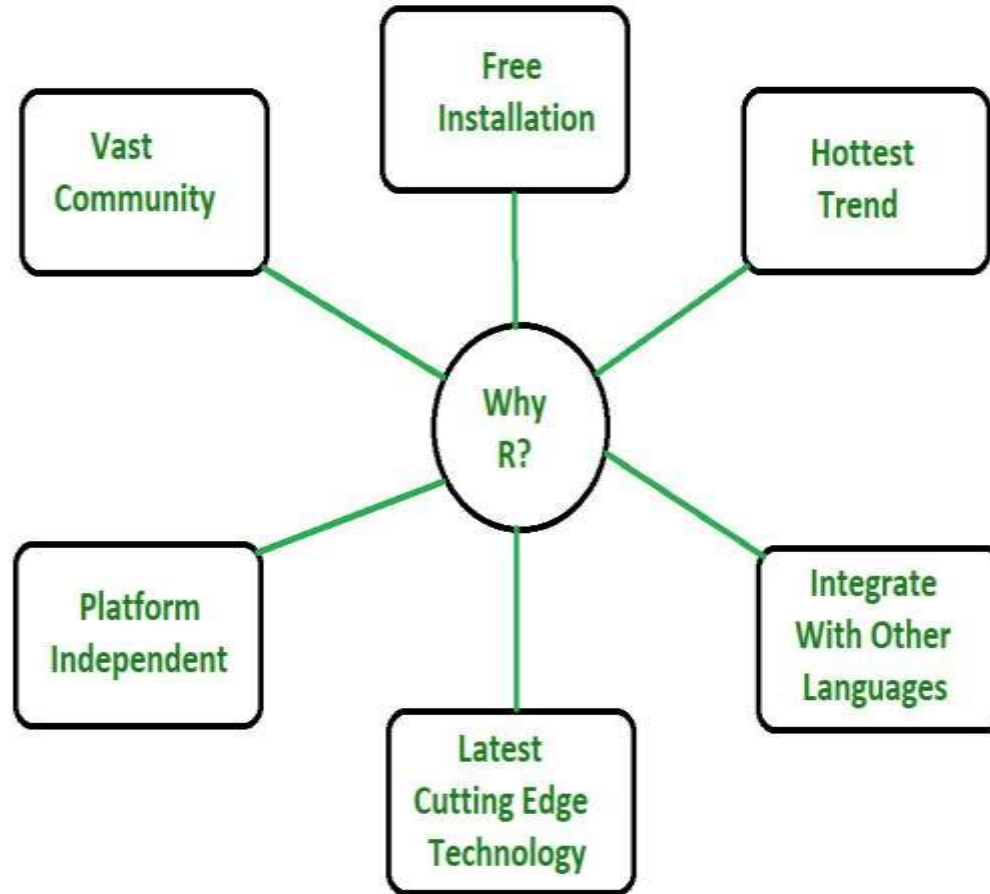 Free
Installation
Vast
Community
Hottest
Trend
Why
R?
Platform
Independent
Integrate
With Other
Languages
Latest
Cutting Edge
Technology